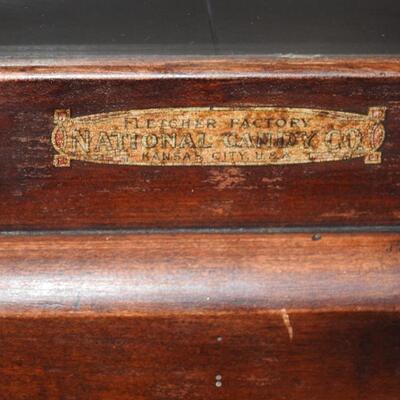 FLETCHER FACTORY
NATIONAL CANDY CO.
KANSAS CITY, U.S.A.